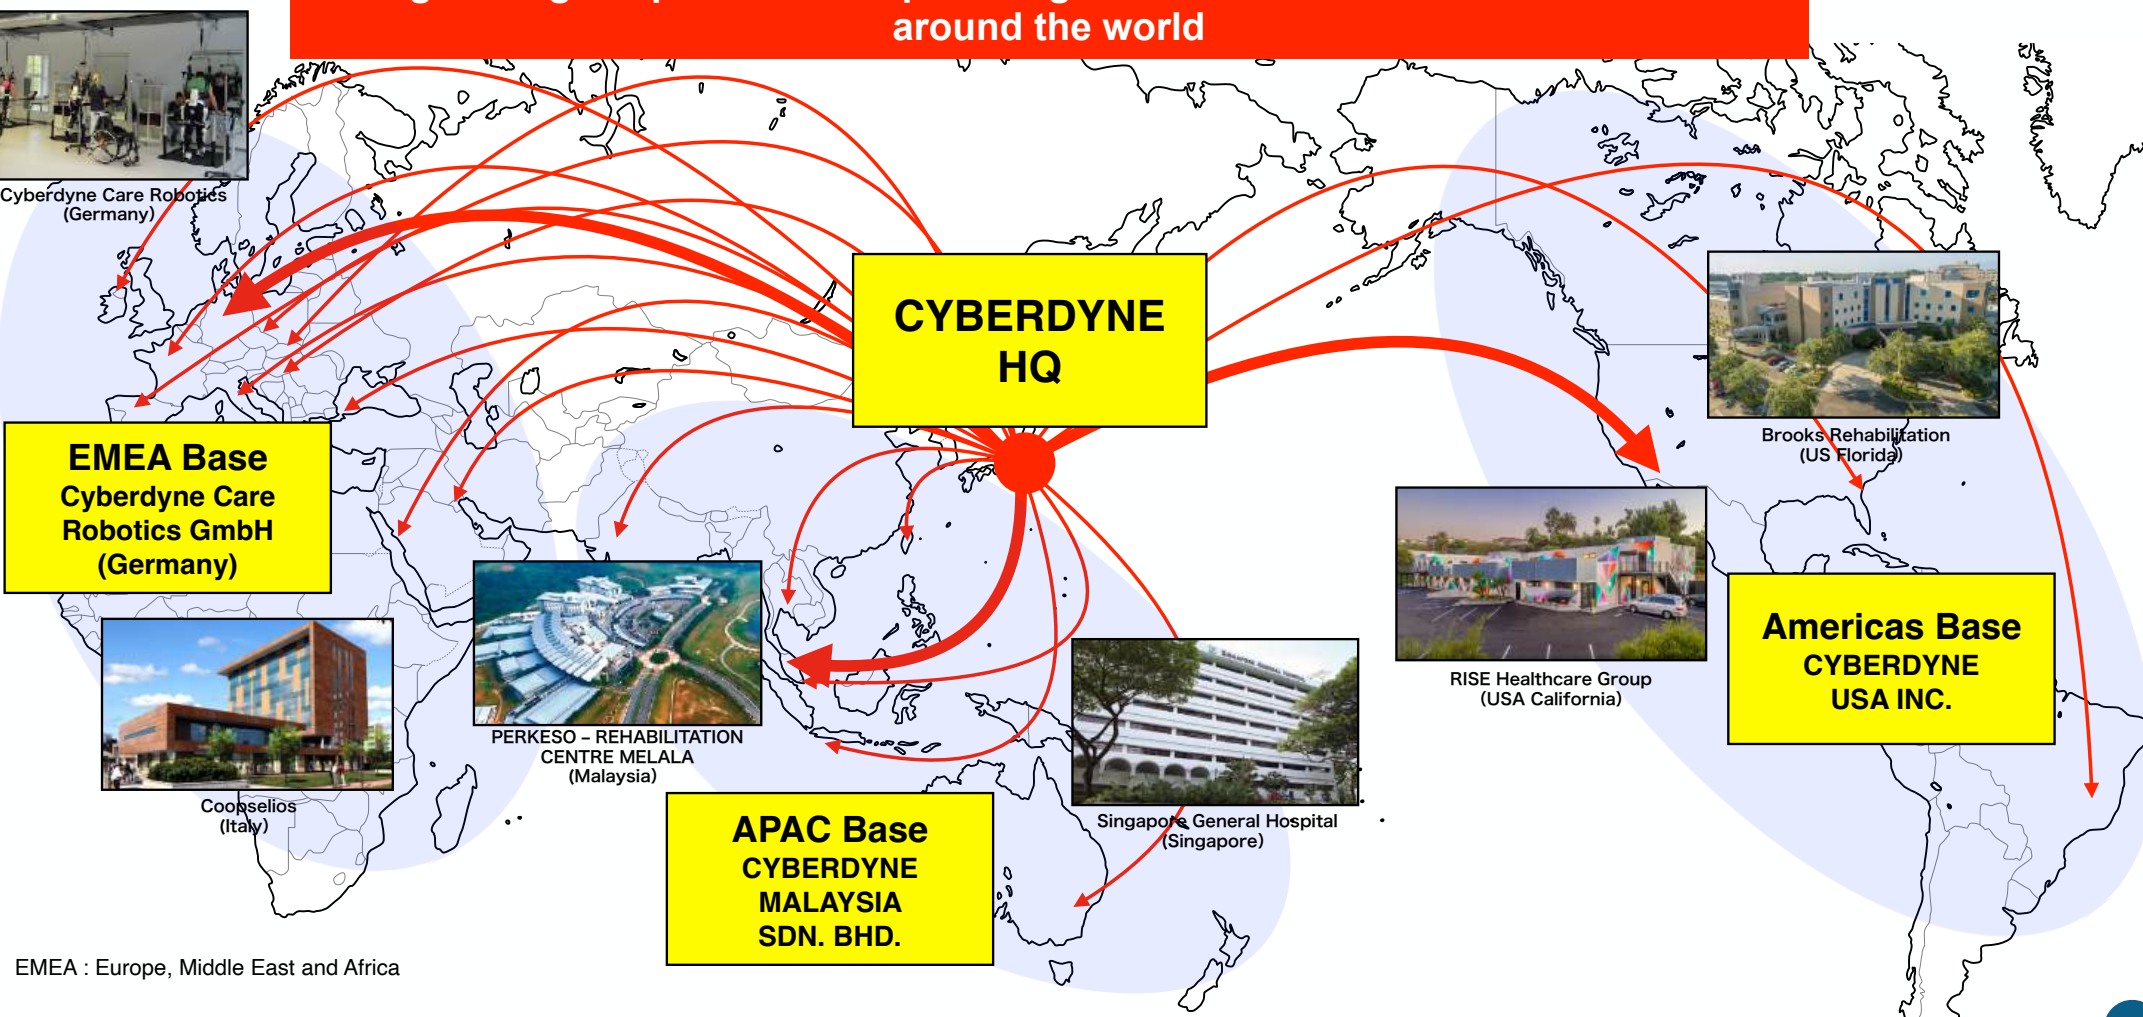 around the world
Cyberdyne Care Robotics
(Germany)
CYBERDYNE
HQ
Brooks Rehabilitation
(US Florida)
EMEA Base
Cyberdyne Care
Robotics GmbH
(Germany)
RISE Healthcare Group
(USA California)
Americas Base
CYBERDYNE
USA INC.
PERKESO – REHABILITATION
CENTRE MELALA
(Malaysia)
Coopselios
(Italy)
APAC Base
CYBERDYNE
MALAYSIA
SDN. BHD.
Singapore General Hospital
(Singapore)
EMEA : Europe, Middle East and Africa